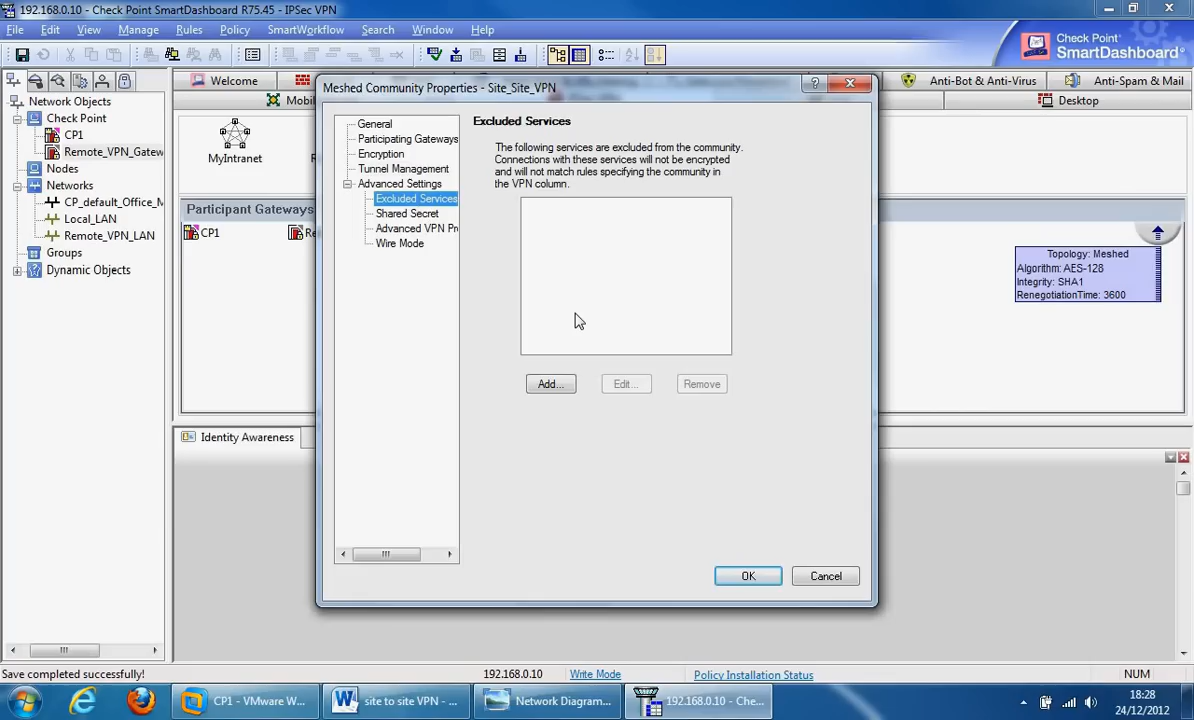 192.168.0.10 - Check Point SmartDashboard R75.45 - IPSec VPN
File Edit View Manage Rules Policy SmartWorkflow Search Window Help
Check Point
SmartDashboard
Welcome
Anti-Bot & Anti-Virus
Anti-Spam & Mail
Mobil
Desktop
Network Objects
Check Point
CP1
Remote_VPN_Gatew
Nodes
Networks
CP_default_Office_M
Local_LAN
Remote_VPN_LAN
Groups
Dynamic Objects
MyIntranet
Participant Gateways
CP1
Re
Topology: Meshed
Algorithm: AES-128
Integrity: SHA1
RenegotiationTime: 3600
Identity Awareness
Meshed Community Properties - Site_Site_VPN
General
Participating Gateways
Encryption
Tunnel Management
Advanced Settings
Excluded Services
Shared Secret
Advanced VPN Pr
Wire Mode
Excluded Services
The following services are excluded from the community.
Connections with these services will not be encrypted
and will not match rules specifying the community in
the VPN column.
Add... Edit... Remove
OK Cancel
Save completed successfully!
192.168.0.10
Write Mode
Policy Installation Status
NUM
CP1 - VMware W...
site to site VPN - ...
Network Diagram...
192.168.0.10 - Che...
18:28
24/12/2012